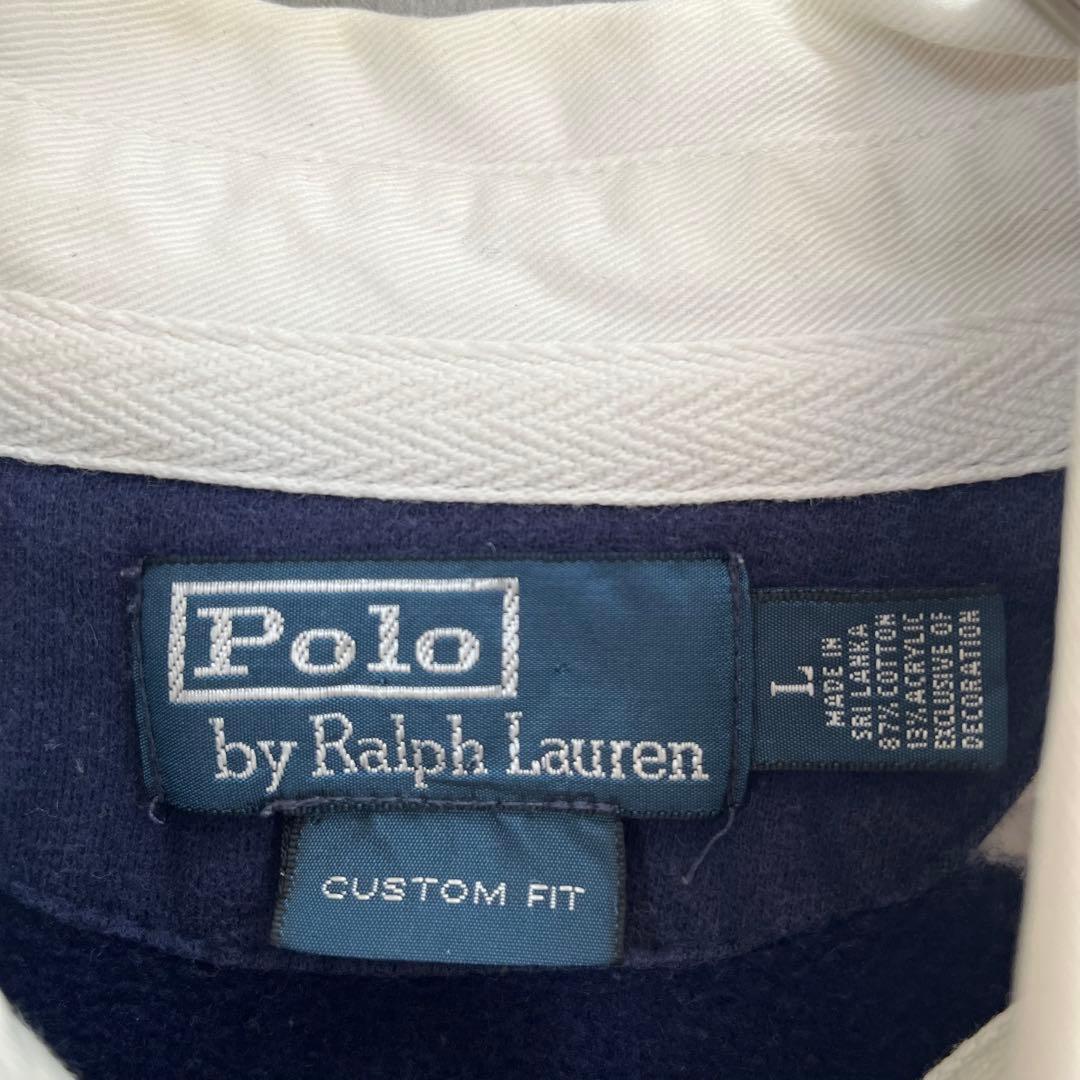 Polo
by Ralph Lauren
CUSTOM FIT
L
MADE IN
SRI LANKA
87% COTTON
13% ACRYLIC
EXCLUSIVE OF
DECORATION